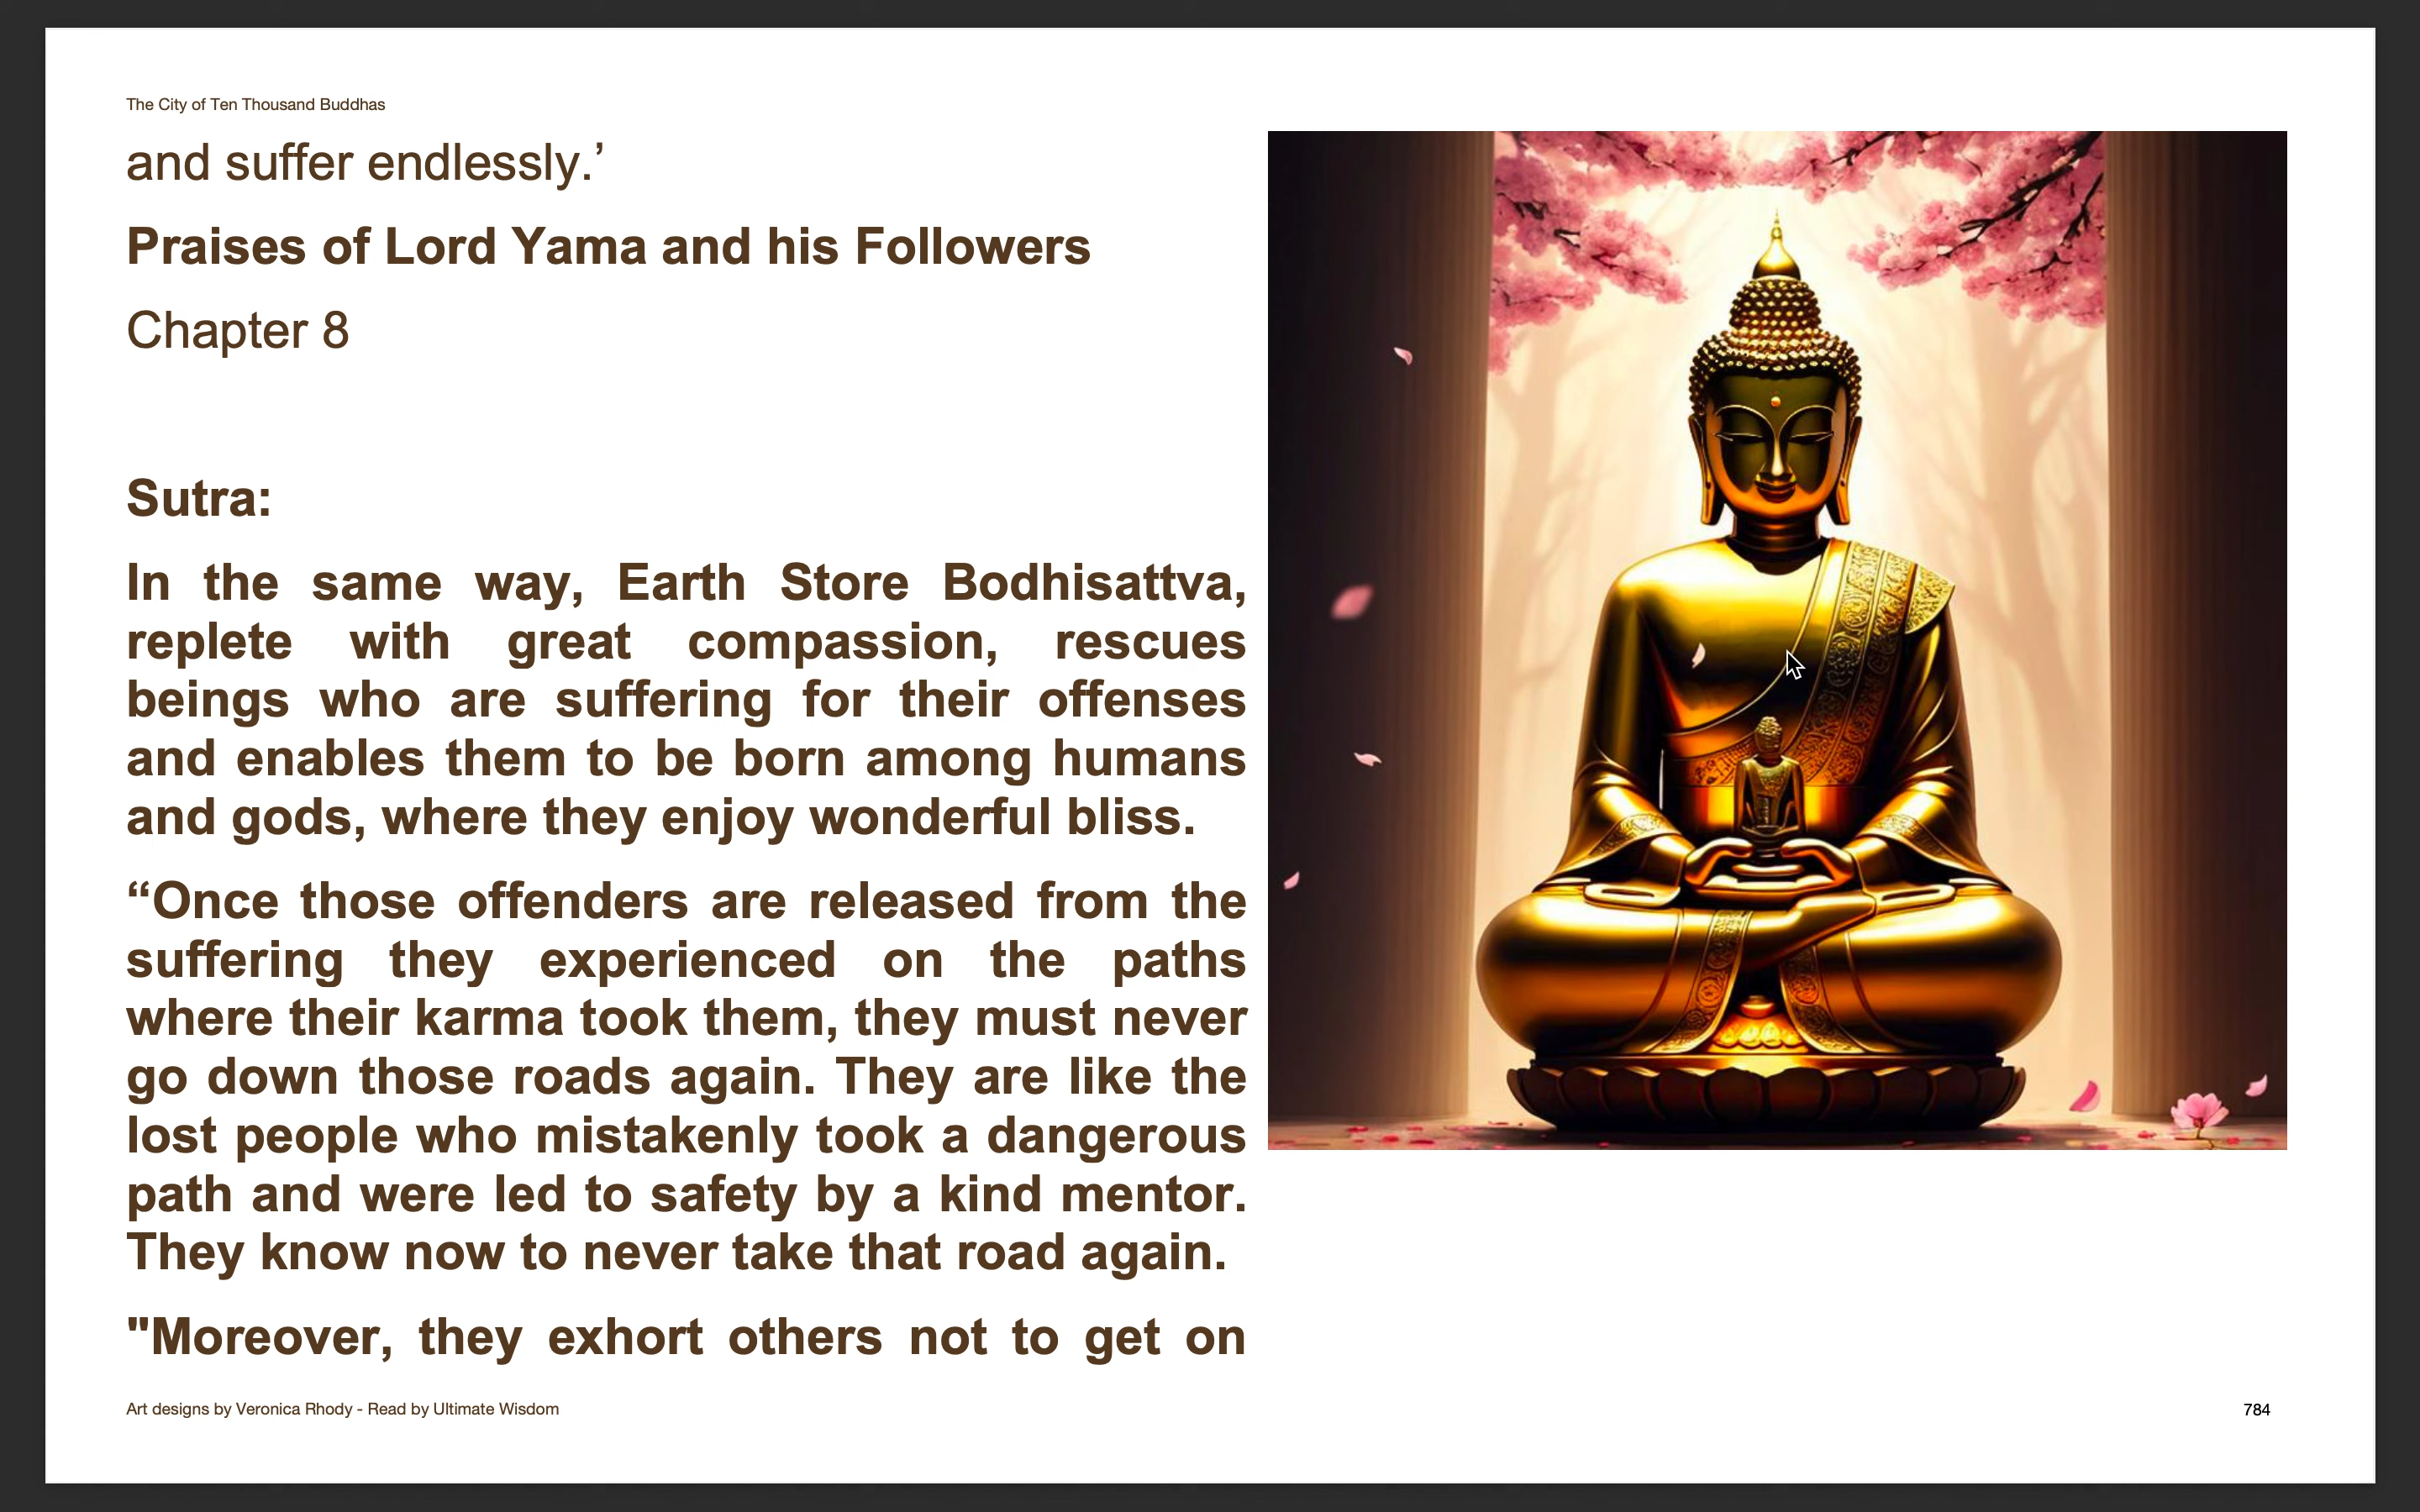 The City of Ten Thousand Buddhas
and suffer endlessly.’
Praises of Lord Yama and his Followers
Chapter 8
Sutra:
In the same way, Earth Store Bodhisattva,
replete with great compassion, rescues
beings who are suffering for their offenses
and enables them to be born among humans
and gods, where they enjoy wonderful bliss.
“Once those offenders are released from the
suffering they experienced on the paths
where their karma took them, they must never
go down those roads again. They are like the
lost people who mistakenly took a dangerous
path and were led to safety by a kind mentor.
They know now to never take that road again.
"Moreover, they exhort others not to get on
Art designs by Veronica Rhody - Read by Ultimate Wisdom
784